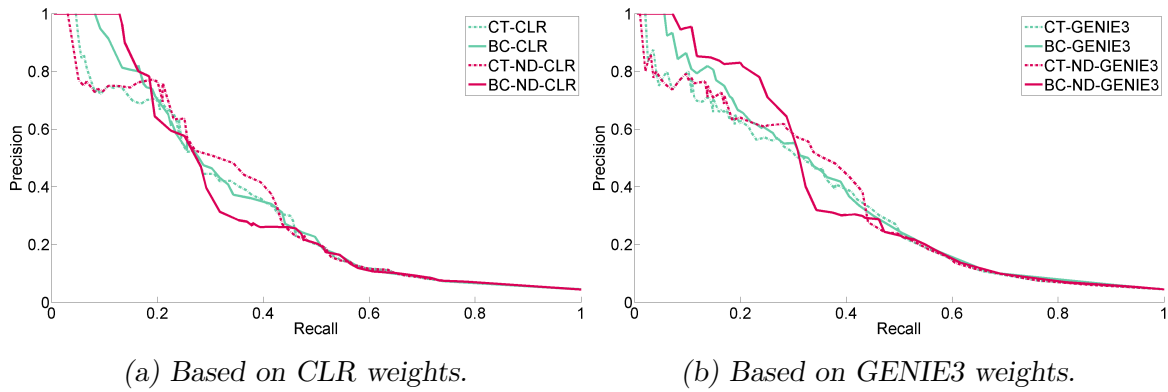 1
0.8
0.6
0.4
0.2
0
Precision
0
0.2
0.4
0.6
0.8
1
Recall
CT-CLR
BC-CLR
CT-ND-CLR
BC-ND-CLR
(a) Based on CLR weights.
1
0.8
0.6
0.4
0.2
0
Precision
0
0.2
0.4
0.6
0.8
1
Recall
CT-GENIE3
BC-GENIE3
CT-ND-GENIE3
BC-ND-GENIE3
(b) Based on GENIE3 weights.